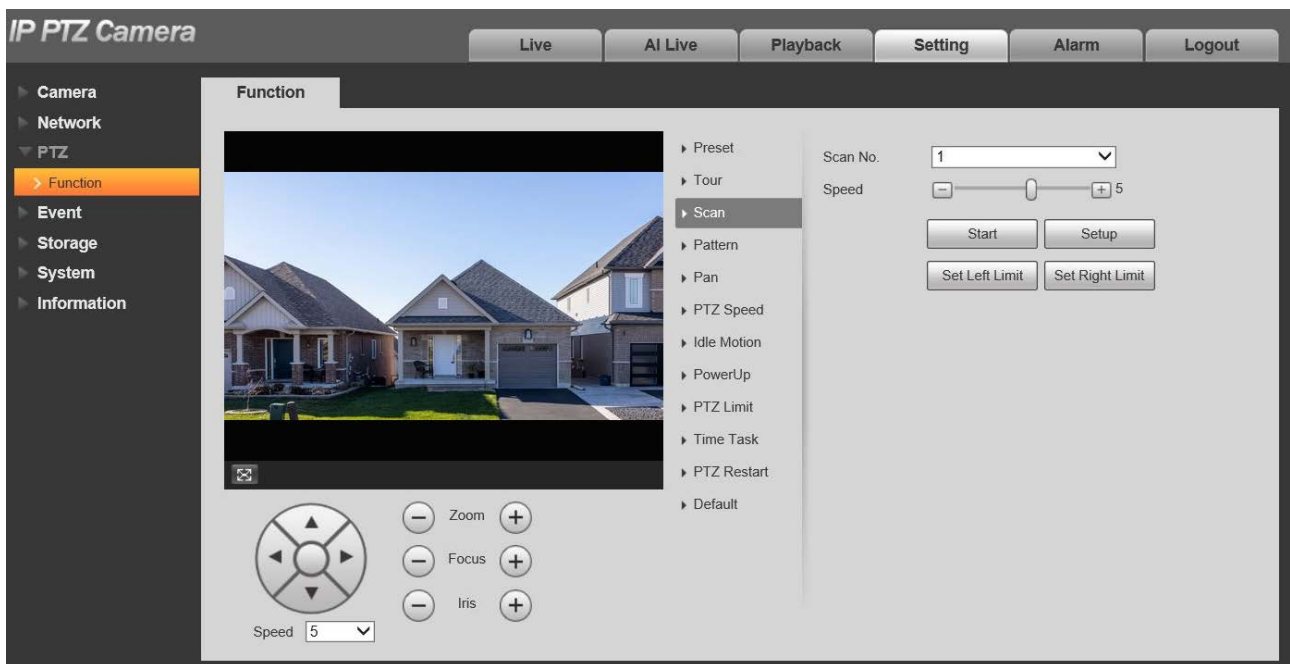 IP PTZ Camera
Live AI Live Playback Setting Alarm Logout
Camera
Network
PTZ
Function
Event
Storage
System
Information
Function
Preset
Tour
Scan
Pattern
Pan
PTZ Speed
Idle Motion
PowerUp
PTZ Limit
Time Task
PTZ Restart
Default
Scan No. 1
Speed 5
Start Setup
Set Left Limit Set Right Limit
Zoom
Focus
Iris
Speed 5